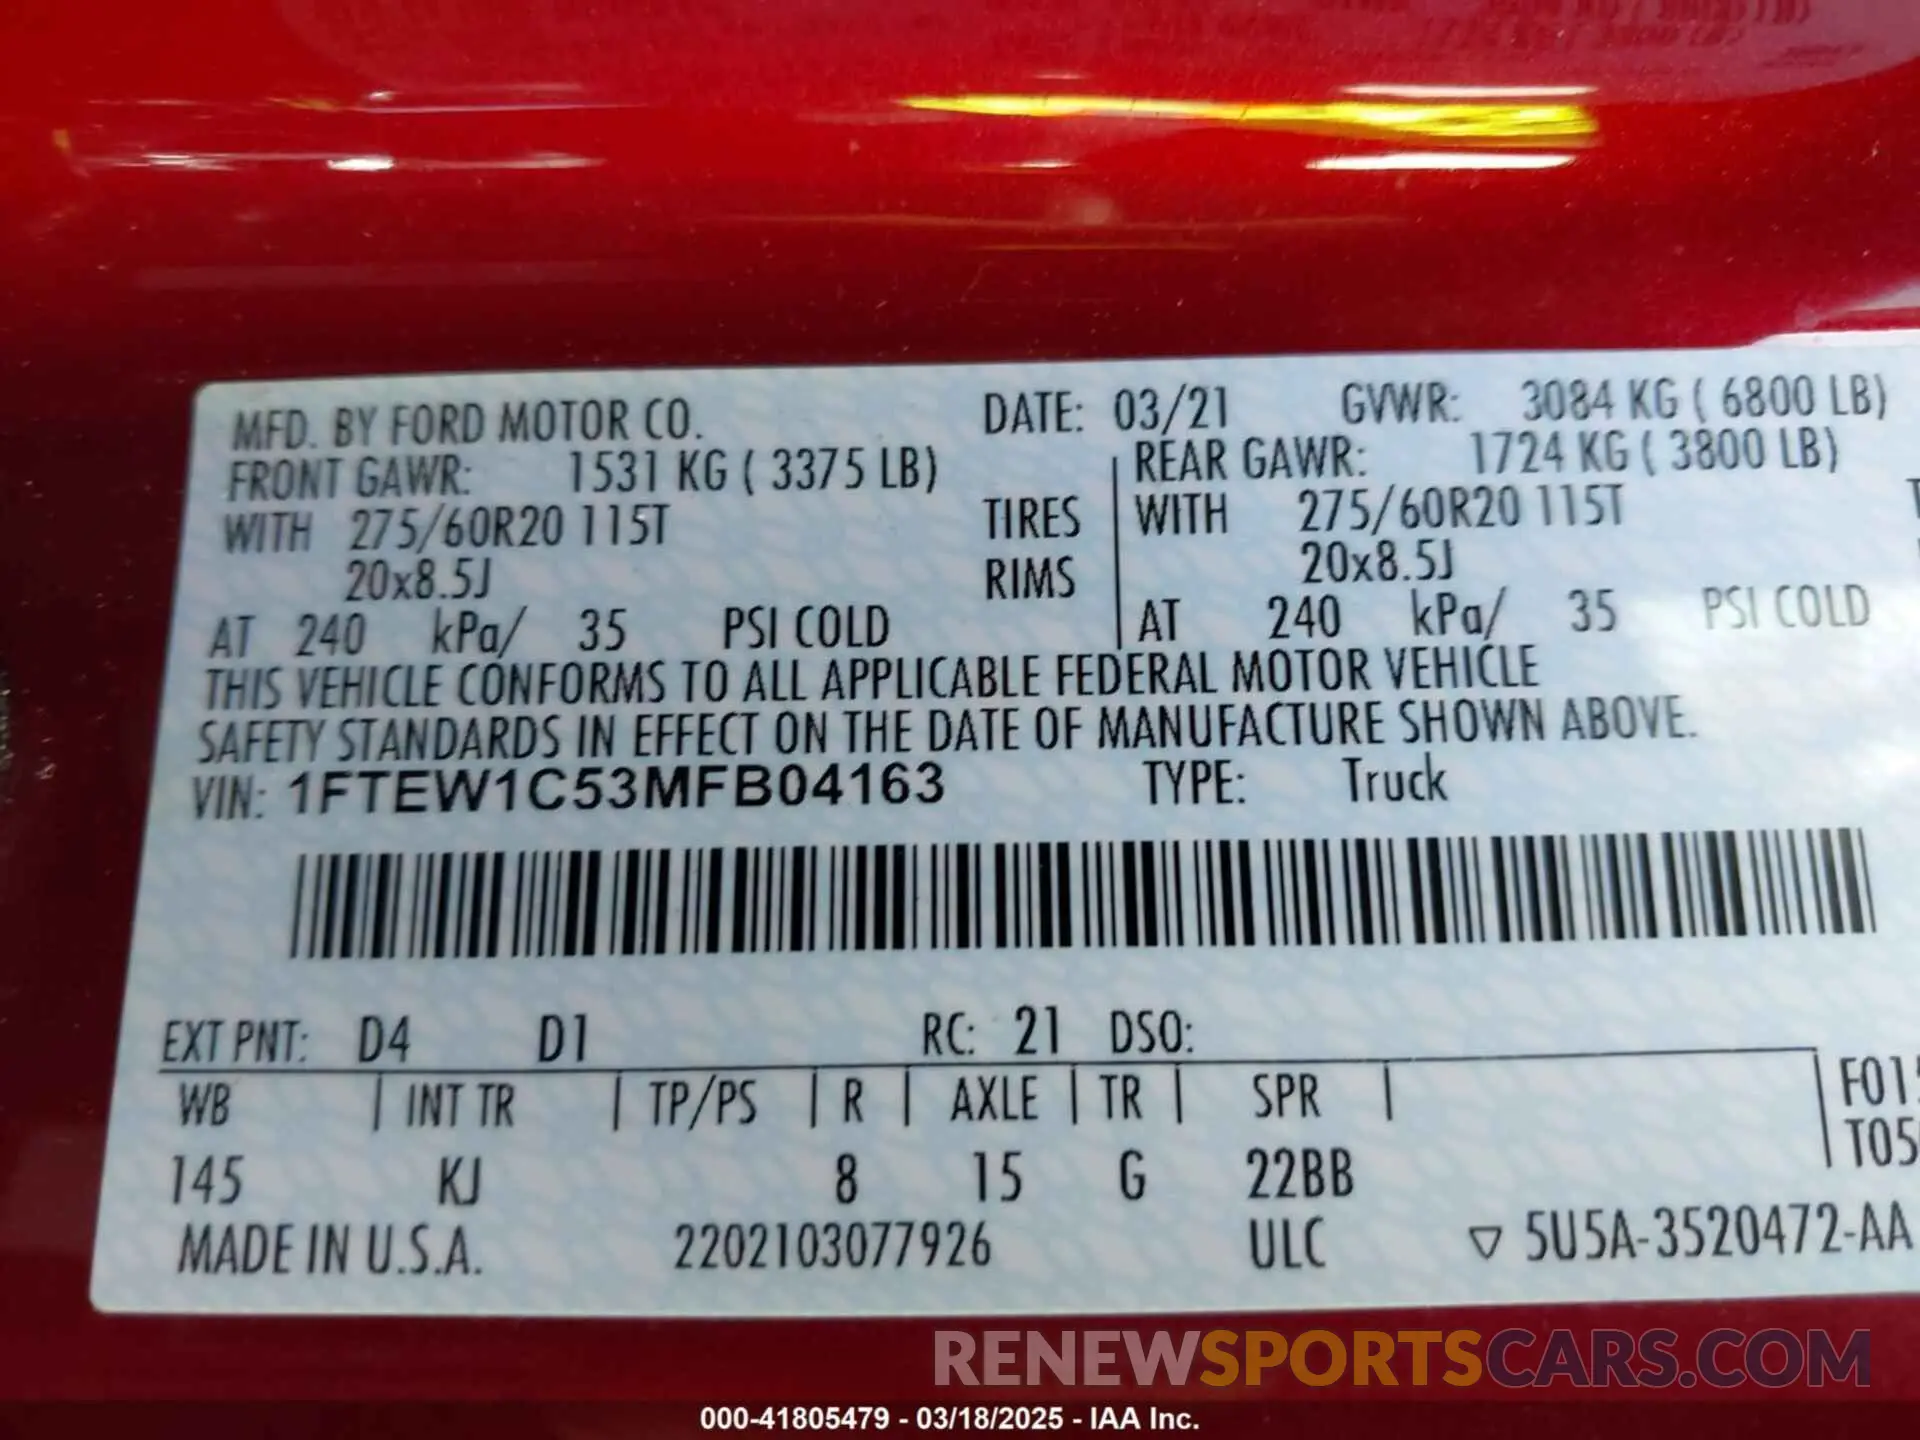 MFD. BY FORD MOTOR CO. DATE: 03/21 GVWR: 3084 KG ( 6800 LB)
FRONT GAWR: 1531 KG ( 3375 LB) REAR GAWR: 1724 KG ( 3800 LB)
WITH 275/60R20 115T TIRES WITH 275/60R20 115T
20x8.5J RIMS 20x8.5J
AT 240 kPa/ 35 PSI COLD AT 240 kPa/ 35 PSI COLD
THIS VEHICLE CONFORMS TO ALL APPLICABLE FEDERAL MOTOR VEHICLE
SAFETY STANDARDS IN EFFECT ON THE DATE OF MANUFACTURE SHOWN ABOVE.
VIN: 1FTEW1C53MFB04163 TYPE: Truck
EXT PNT: D4 D1 RC: 21 DSO:
WB | INT TR | TP/PS | R | AXLE | TR | SPR | F015
T05
145 KJ 8 15 G 22BB
MADE IN U.S.A. 2202103077926 ULC ▽ 5U5A-3520472-AA
RENEWSPORTSCARS.COM
000-41805479 - 03/18/2025 - IAA Inc.